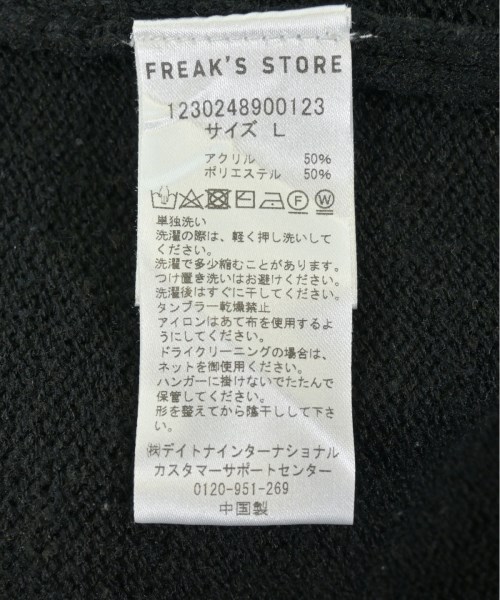 FREAK'S STORE
1230248900123
サイズ L
アクリル 50%
ポリエステル 50%
F W
単独洗い
洗濯の際は、軽く押し洗いして
ください。
洗濯で多少縮むことがあります。
つけ置き洗いはお避けください。
洗濯後はすぐに干してください。
タンブラー乾燥禁止
アイロンはあて布を使用するよ
うにしてください。
ドライクリーニングの場合は、
ネットを御使用ください。
ハンガーに掛けないでたたんで
保管してください。
形を整えてから陰干しして下さ
い。
㈱デイトナインターナショナル
カスタマーサポートセンター
0120-951-269
中国製